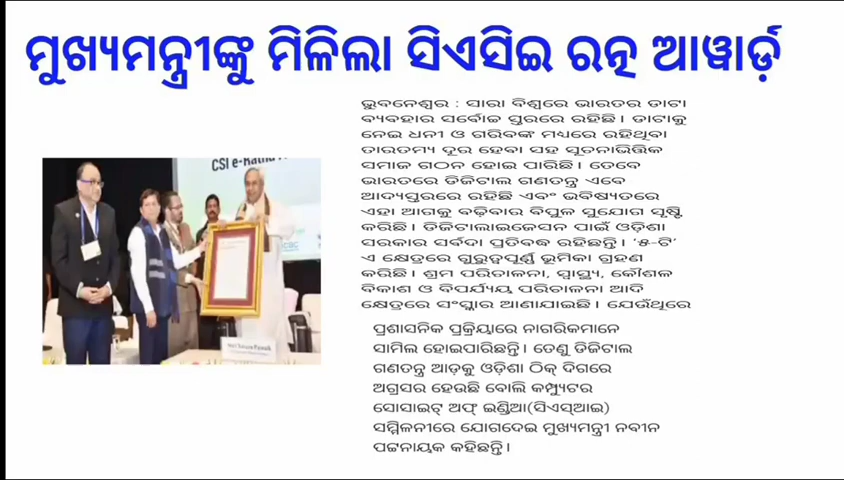 ମୁଖ୍ୟମନ୍ତ୍ରୀଙ୍କୁ ମିଳିଲା ସିଏସିଇ ରତ୍ନ ଆୱାର୍ଡ଼
ଭୁବନେଶ୍ୱର : ସାରା ବିଶ୍ୱରେ ଭାରତର ଡାଟା
ବ୍ୟବହାର ସର୍ବୋଚ୍ଚ ସ୍ତରରେ ରହିଛି । ଡାଟାକୁ
ନେଇ ଧନୀ ଓ ଗରିବଙ୍କ ମଧ୍ୟରେ ରହିଥିବା
ତାରତମ୍ୟ ଦୂର ହେବା ସହ ସୂଚନାଭିତ୍ତିକ
ସମାଜ ଗଠନ ହୋଇ ପାରିଛି । ତେବେ
ଭାରତରେ ଡିଜିଟାଲ ଗଣତନ୍ତ୍ର ଏବେ
ଆଦ୍ୟସ୍ତରରେ ରହିଛି ଏବଂ ଭବିଷ୍ୟତରେ
ଏହା ଆଗକୁ ବଢ଼ିବାର ବିପୁଳ ସୁଯୋଗ ସୃଷ୍ଟି
କରିଛି । ଡିଜିଟାଲାଇଜେସନ ପାଇଁ ଓଡ଼ିଶା
ସରକାର ସର୍ବଦା ପ୍ରତିବଦ୍ଧ ରହିଛନ୍ତି । ‘୫-ଟି’
ଏ କ୍ଷେତ୍ରରେ ଗୁରୁତ୍ୱପୂର୍ଣ୍ଣ ଭୂମିକା ଗ୍ରହଣ
କରିଛି । ଶ୍ରମ ପରିଚାଳନା, ସ୍ୱାସ୍ଥ୍ୟ, କୌଶଳ
ବିକାଶ ଓ ବିପର୍ଯ୍ୟୟ ପରିଚାଳନା ଆଦି
କ୍ଷେତ୍ରରେ ସଂସ୍କାର ଆଣାଯାଇଛି । ଯେଉଁଥିରେ
ପ୍ରଶାସନିକ ପ୍ରକ୍ରିୟାରେ ନାଗରିକମାନେ
ସାମିଲ ହୋଇପାରିଛନ୍ତି । ତେଣୁ ଡିଜିଟାଲ
ଗଣତନ୍ତ୍ର ଆଡ଼କୁ ଓଡ଼ିଶା ଠିକ୍ ଦିଗରେ
ଅଗ୍ରସର ହେଉଛି ବୋଲି କମ୍ପ୍ୟୁଟର
ସୋସାଇଟ୍ ଅଫ୍ ଇଣ୍ଡିଆ(ସିଏସ୍ଆଇ)
ସମ୍ମିଳନୀରେ ଯୋଗଦେଇ ମୁଖ୍ୟମନ୍ତ୍ରୀ ନବୀନ
ପଟ୍ଟନାୟକ କହିଛନ୍ତି ।
CSI e-Ratna